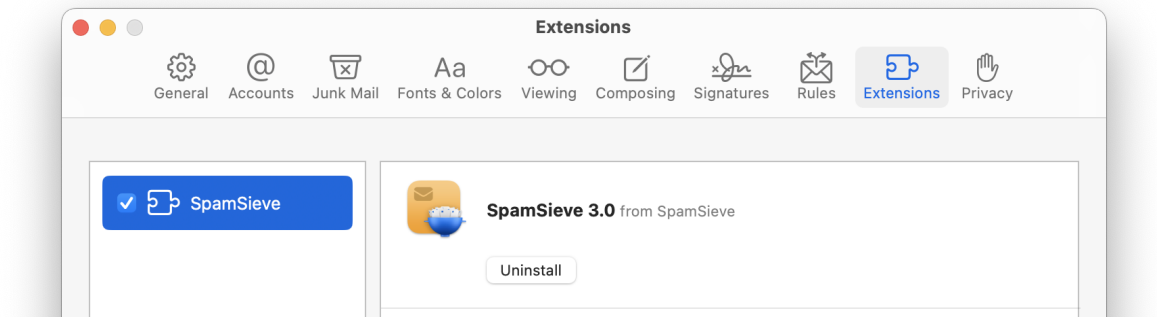 Extensions
General Accounts Junk Mail Aa Fonts & Colors Viewing Composing Signatures Rules Extensions Privacy
SpamSieve
SpamSieve 3.0 from SpamSieve
Uninstall